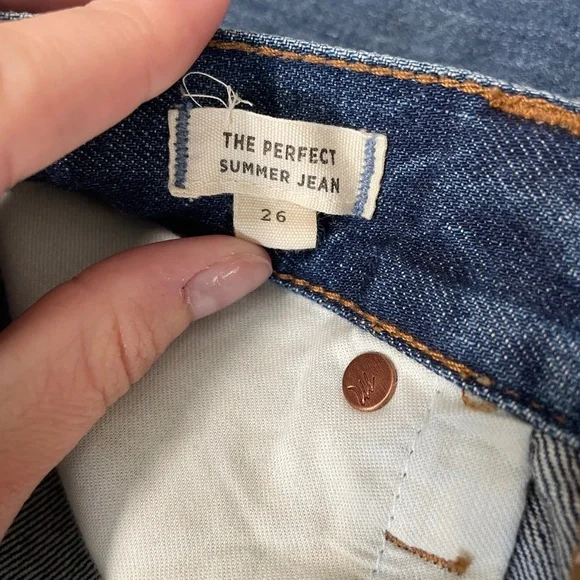 THE PERFECT
SUMMER JEAN
26